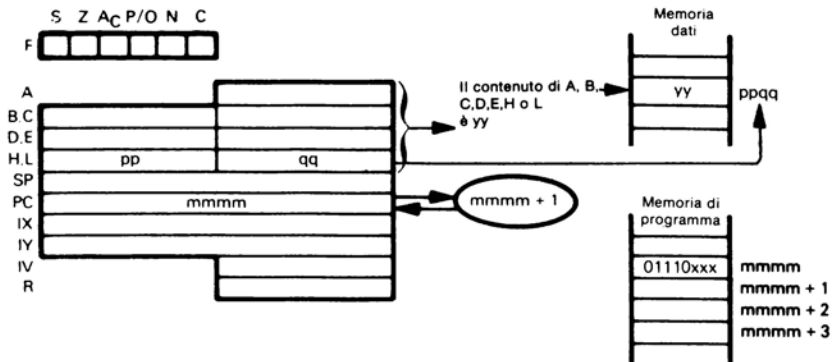 S Z AC P/O N C
F
A
B.C
D.E
H.L pp qq
SP
PC mmmm
IX
IY
IV
R
Il contenuto di A, B,
C,D,E,H o L
è yy
mmmm + 1
Memoria
dati
yy ppqq
Memoria di
programma
01110xxx mmmm
mmmm + 1
mmmm + 2
mmmm + 3